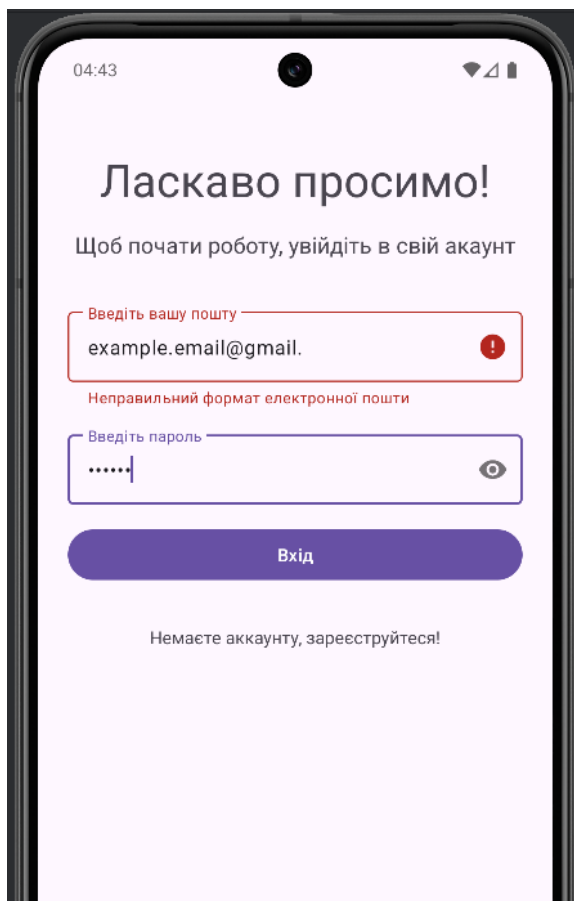 04:43
Ласкаво просимо!
Щоб почати роботу, увійдіть в свій акаунт
Введіть вашу пошту
example.email@gmail.
Неправильний формат електронної пошти
Введіть пароль
••••••
Вхід
Немаєте аккаунту, зареєструйтеся!